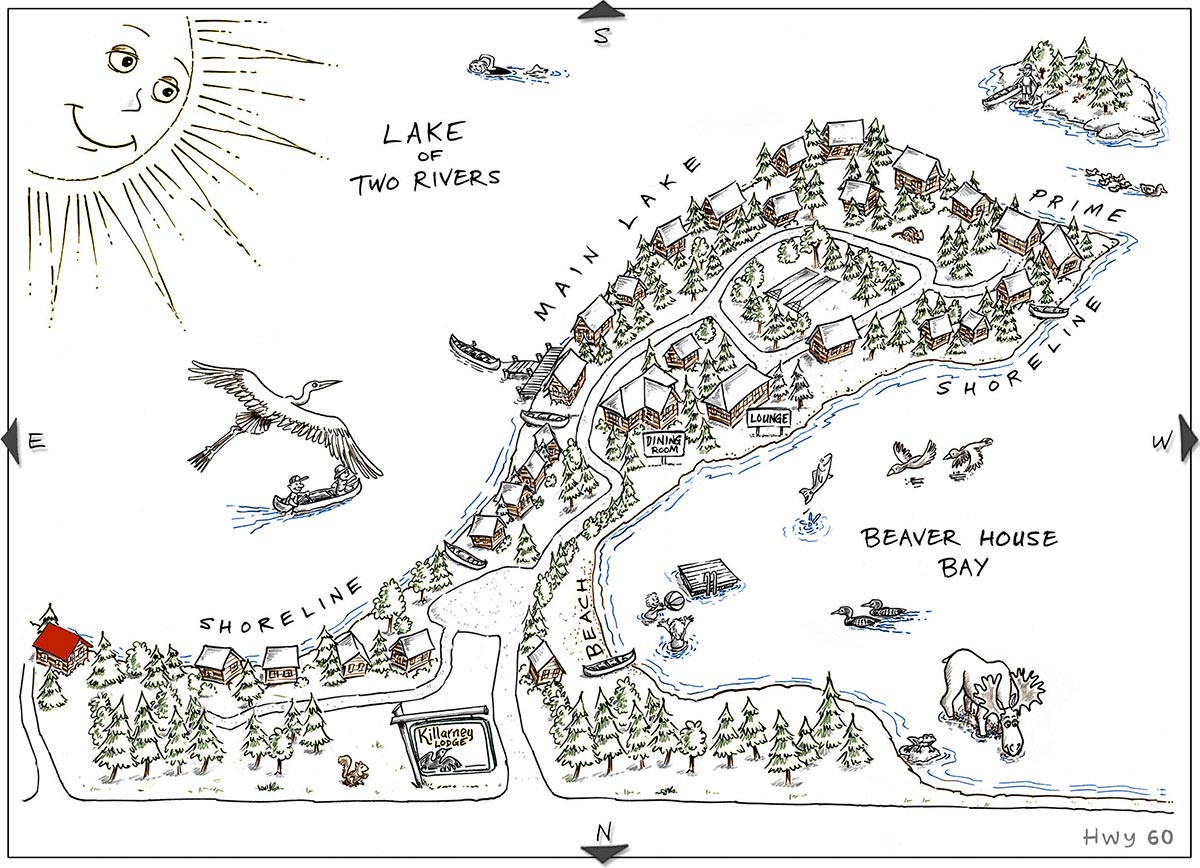 S
LAKE
OF
TWO RIVERS
MAIN LAKE
PRIME
SHORELINE
E
W
LOUNGE
DINING
ROOM
BEAVER HOUSE
BAY
BEACH
SHORELINE
Killarney
LODGE
N
Hwy 60